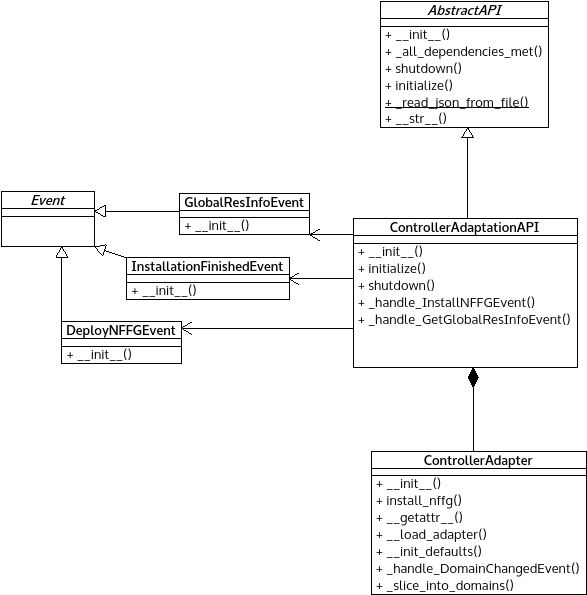 AbstractAPI
+ __init__()
+ _all_dependencies_met()
+ shutdown()
+ initialize()
+ _read_json_from_file()
+ __str__()
Event
GlobalResInfoEvent
+ __init__()
InstallationFinishedEvent
+ __init__()
DeployNFFGEvent
+ __init__()
ControllerAdaptationAPI
+ __init__()
+ initialize()
+ shutdown()
+ _handle_InstallNFFGEvent()
+ _handle_GetGlobalResInfoEvent()
ControllerAdapter
+ __init__()
+ install_nffg()
+ __getattr__()
+ __load_adapter()
+ __init_defaults()
+ _handle_DomainChangedEvent()
+ _slice_into_domains()